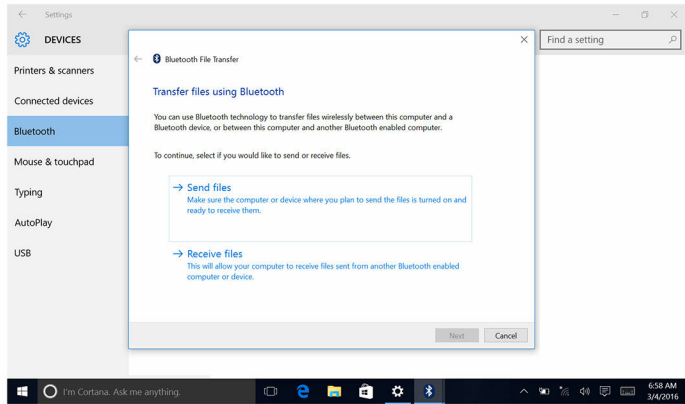 Settings
DEVICES
Find a setting
Printers & scanners
Connected devices
Bluetooth
Mouse & touchpad
Typing
AutoPlay
USB
Bluetooth File Transfer
Transfer files using Bluetooth
You can use Bluetooth technology to transfer files wirelessly between this computer and a
Bluetooth device, or between this computer and another Bluetooth enabled computer.
To continue, select if you would like to send or receive files.
Send files
Make sure the computer or device where you plan to send the files is turned on and
ready to receive them.
Receive files
This will allow your computer to receive files sent from another Bluetooth enabled
computer or device.
Next
Cancel
I'm Cortana. Ask me anything.
6:58 AM
3/4/2016